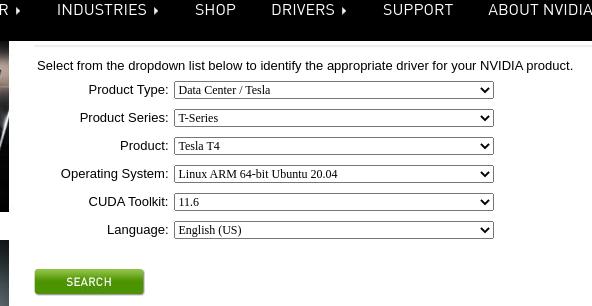 R INDUSTRIES SHOP DRIVERS SUPPORT ABOUT NVIDIA
Select from the dropdown list below to identify the appropriate driver for your NVIDIA product.
Product Type: Data Center / Tesla
Product Series: T-Series
Product: Tesla T4
Operating System: Linux ARM 64-bit Ubuntu 20.04
CUDA Toolkit: 11.6
Language: English (US)
SEARCH